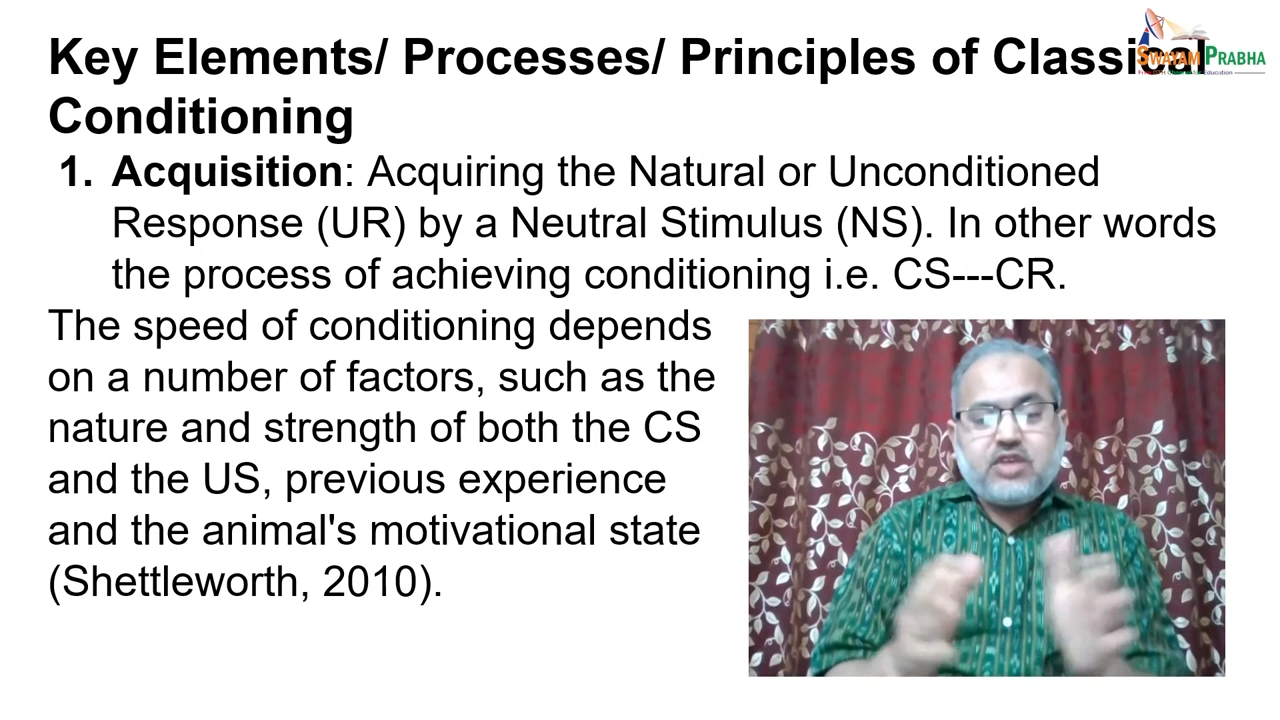 Key Elements/ Processes/ Principles of Classical
Conditioning
SWAYAM PRABHA
1. Acquisition: Acquiring the Natural or Unconditioned
Response (UR) by a Neutral Stimulus (NS). In other words
the process of achieving conditioning i.e. CS---CR.
The speed of conditioning depends
on a number of factors, such as the
nature and strength of both the CS
and the US, previous experience
and the animal's motivational state
(Shettleworth, 2010).